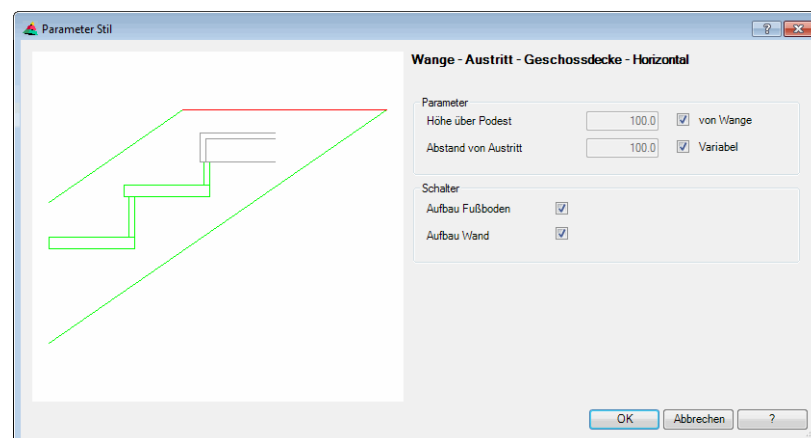 Parameter Stil
Wange - Austritt - Geschossdecke - Horizontal
Parameter
Höhe über Podest 100.0 von Wange
Abstand von Austritt 100.0 Variabel
Schalter
Aufbau Fußboden
Aufbau Wand
OK Abbrechen ?